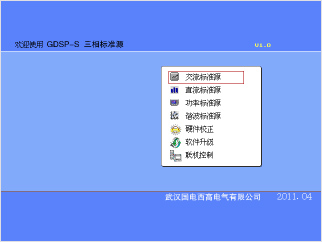 欢迎使用 GDSP-S 三相标准源 V1.0
交流标准源
直流标准源
功率标准源
谐波标准源
硬件校正
软件升级
联机控制
武汉国电西高电气有限公司 2011.04